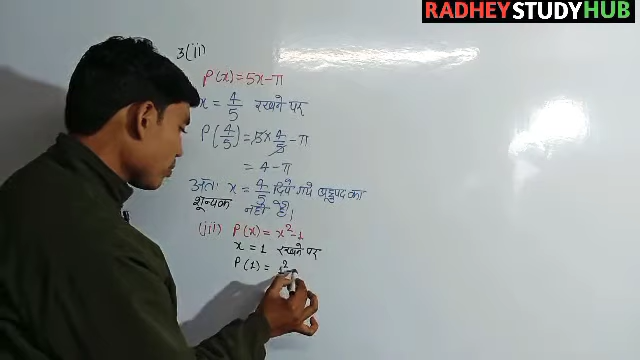 RADHEY STUDY HUB
3(ii)
P(x) = 5x - π
x = 4/5 रखने पर
P(4/5) = 5 × 4/5 - π
= 4 - π
अतः x = 4/5 दिये गये बहुपद का
शून्यक नहीं है।
(iii) P(x) = x² - 1
x = 1 रखने पर
P(1) = 1² -